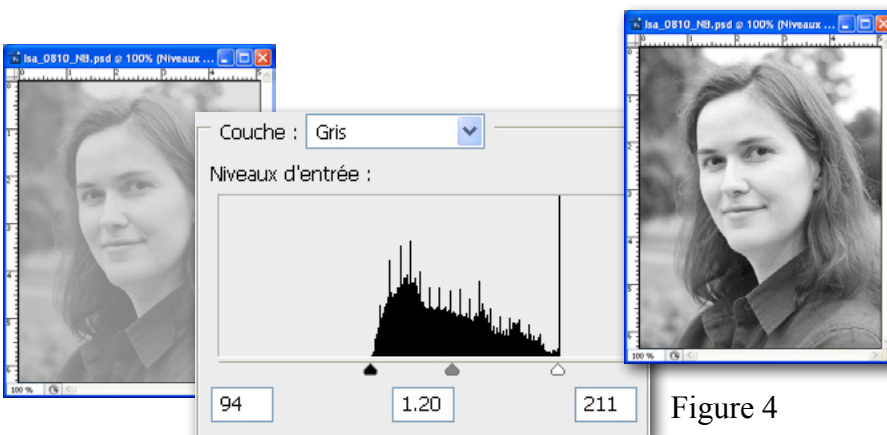 Isa_0810_NB.psd @ 100% (Niveaux ...
Isa_0810_NB.psd @ 100% (Niveaux ...
Couche : Gris
Niveaux d'entrée :
94 1.20 211
100 %
100 %
Figure 4